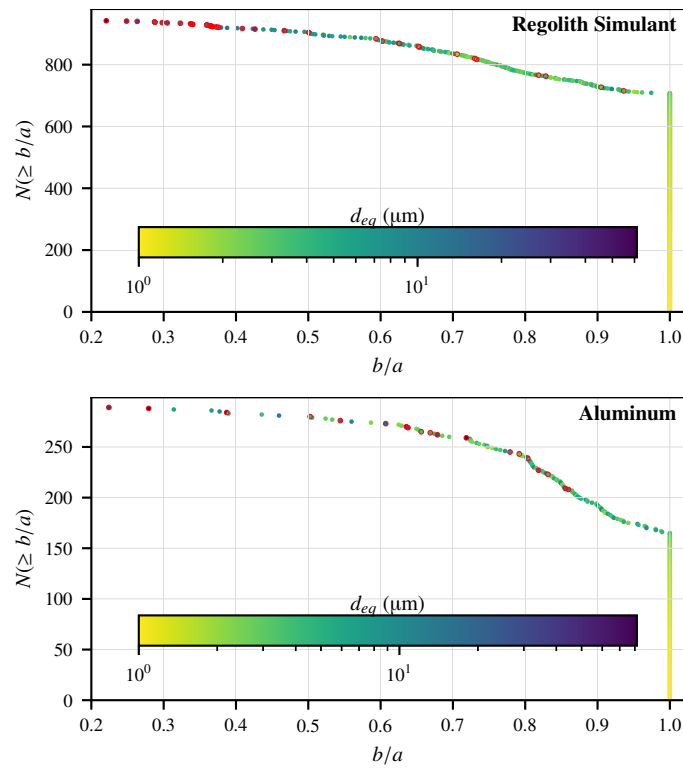 Regolith Simulant
800
600
400
200
0
N(≥ b/a)
d_eq (μm)
10^0
10^1
0.2 0.3 0.4 0.5 0.6 0.7 0.8 0.9 1.0
b/a
Aluminum
250
200
150
100
50
0
N(≥ b/a)
d_eq (μm)
10^0
10^1
0.2 0.3 0.4 0.5 0.6 0.7 0.8 0.9 1.0
b/a